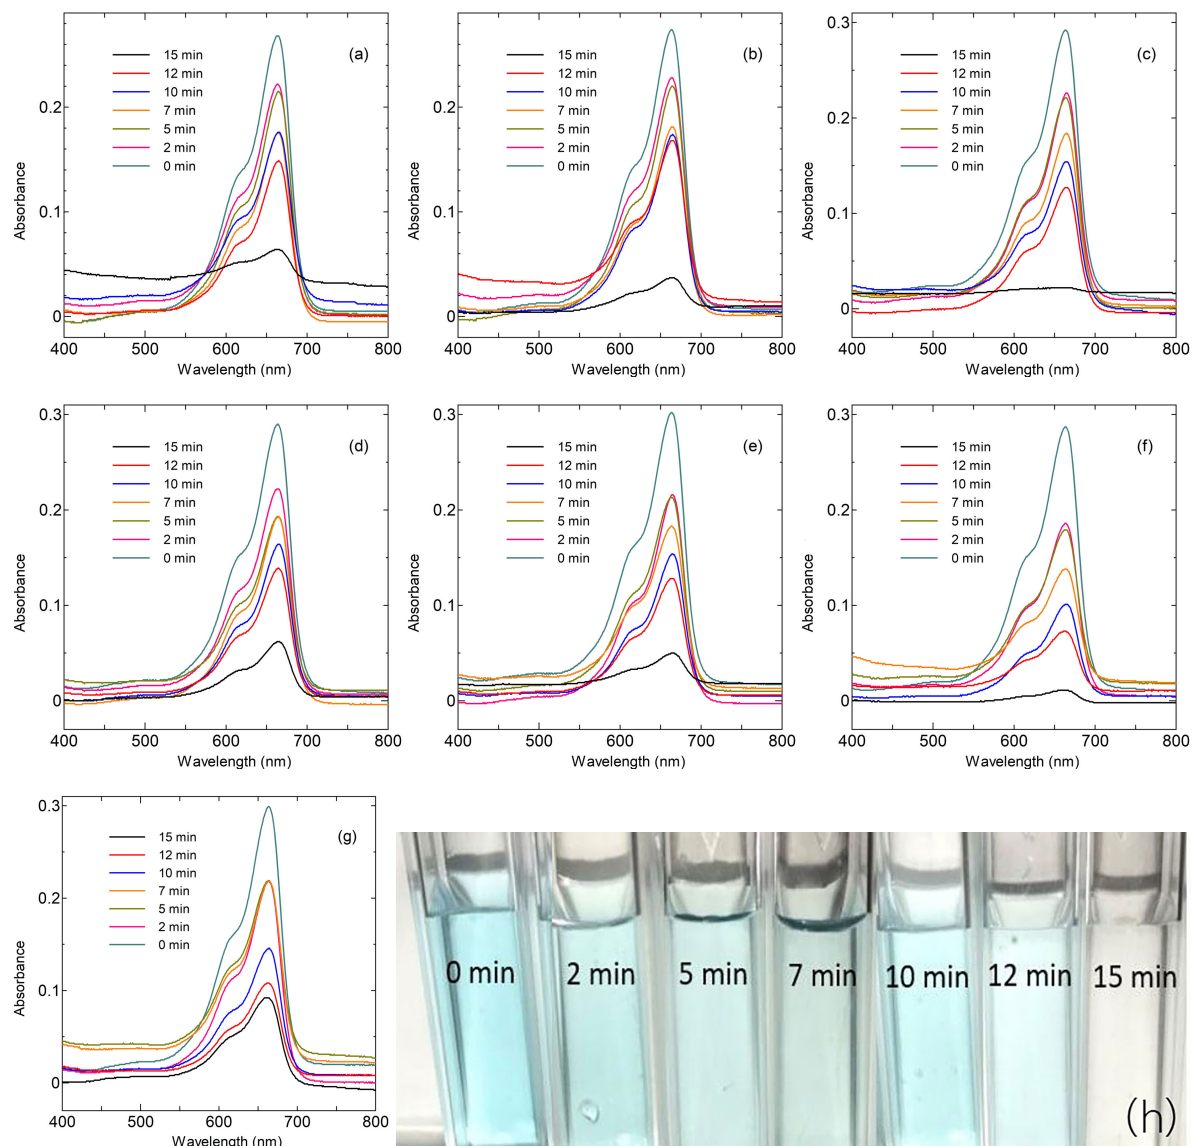 (a)
15 min
12 min
10 min
7 min
5 min
2 min
0 min
0.2
0.1
0
Absorbance
400 500 600 700 800
Wavelength (nm)
(b)
15 min
12 min
10 min
7 min
5 min
2 min
0 min
0.2
0.1
0
Absorbance
400 500 600 700 800
Wavelength (nm)
(c)
15 min
12 min
10 min
7 min
5 min
2 min
0 min
0.3
0.2
0.1
0
Absorbance
400 500 600 700 800
Wavelength (nm)
(d)
15 min
12 min
10 min
7 min
5 min
2 min
0 min
0.3
0.2
0.1
0
Absorbance
400 500 600 700 800
Wavelength (nm)
(e)
15 min
12 min
10 min
7 min
5 min
2 min
0 min
0.3
0.2
0.1
0
Absorbance
400 500 600 700 800
Wavelength (nm)
(f)
15 min
12 min
10 min
7 min
5 min
2 min
0 min
0.3
0.2
0.1
0
Absorbance
400 500 600 700 800
Wavelength (nm)
(g)
15 min
12 min
10 min
7 min
5 min
2 min
0 min
0.3
0.2
0.1
0
Absorbance
400 500 600 700 800
Wavelength (nm)
0 min 2 min 5 min 7 min 10 min 12 min 15 min
(h)